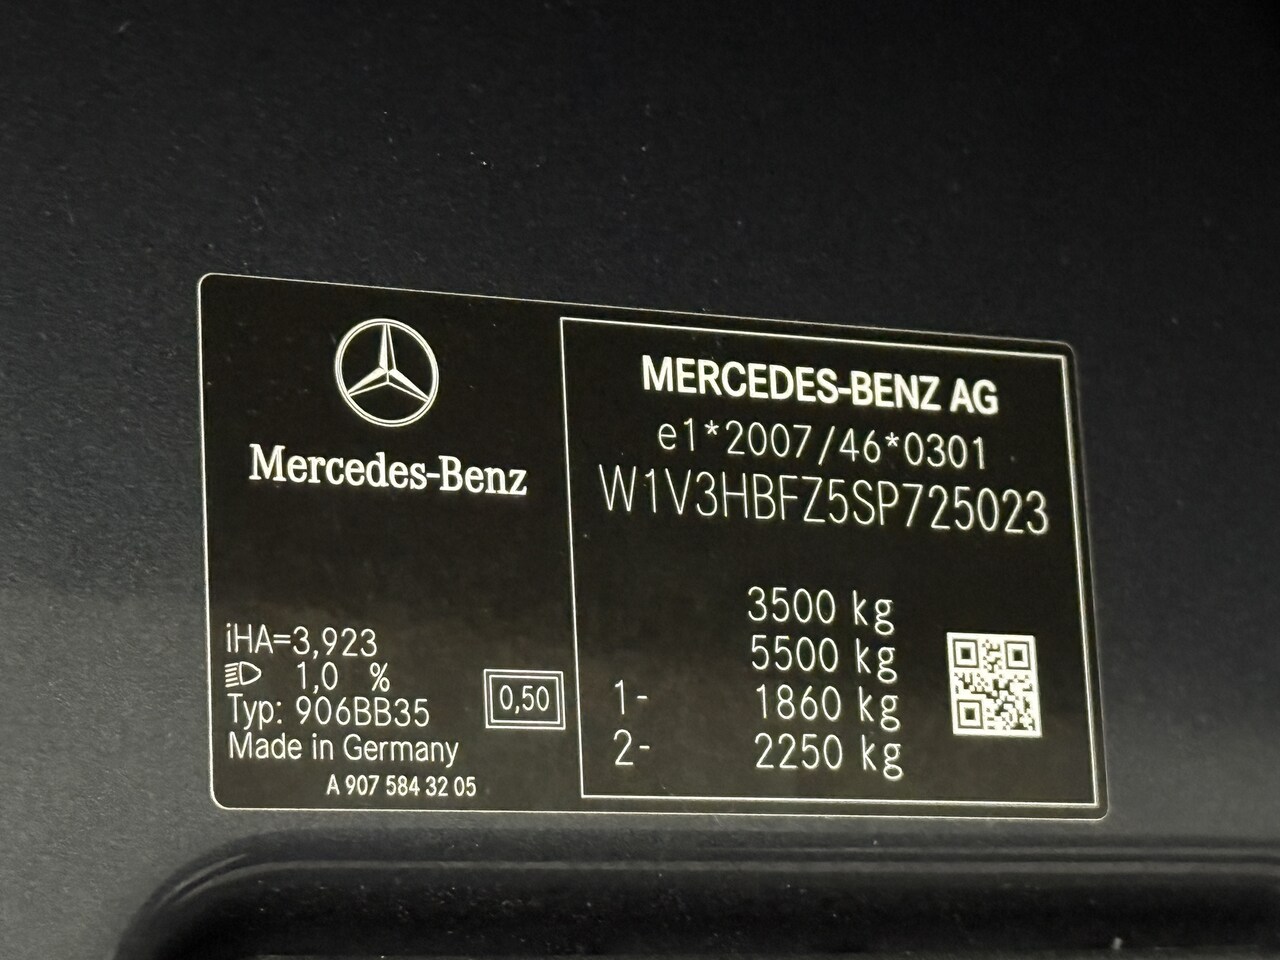 Mercedes-Benz
iHA=3,923
1,0 %
Typ: 906BB35
Made in Germany
A 907 584 32 05
0,50
MERCEDES-BENZ AG
e1*2007/46*0301
W1V3HBFZ5SP725023
3500 kg
5500 kg
1- 1860 kg
2- 2250 kg